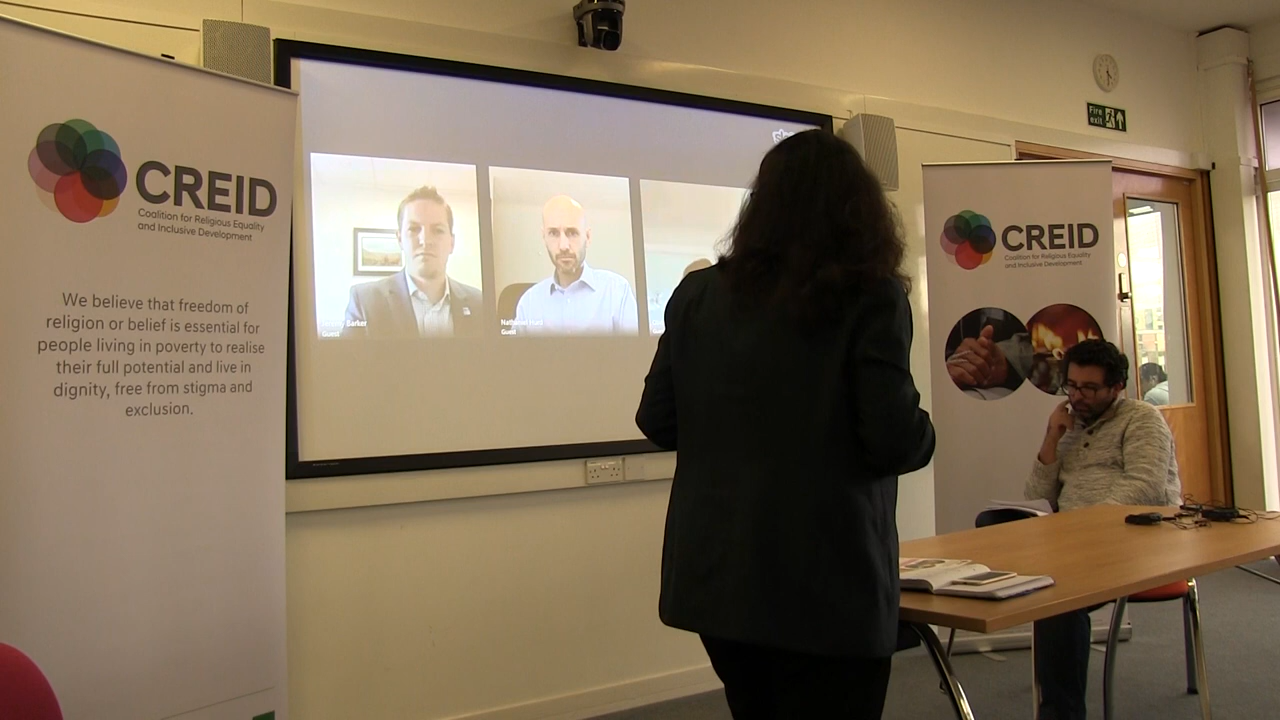 CREID
Coalition for Religious Equality
and Inclusive Development
We believe that freedom of
religion or belief is essential for
people living in poverty to realise
their full potential and live in
dignity, free from stigma and
exclusion.
Barker
Guest
Guest
Fire
exit
CREID
Coalition for Religious Equality
and Inclusive Development